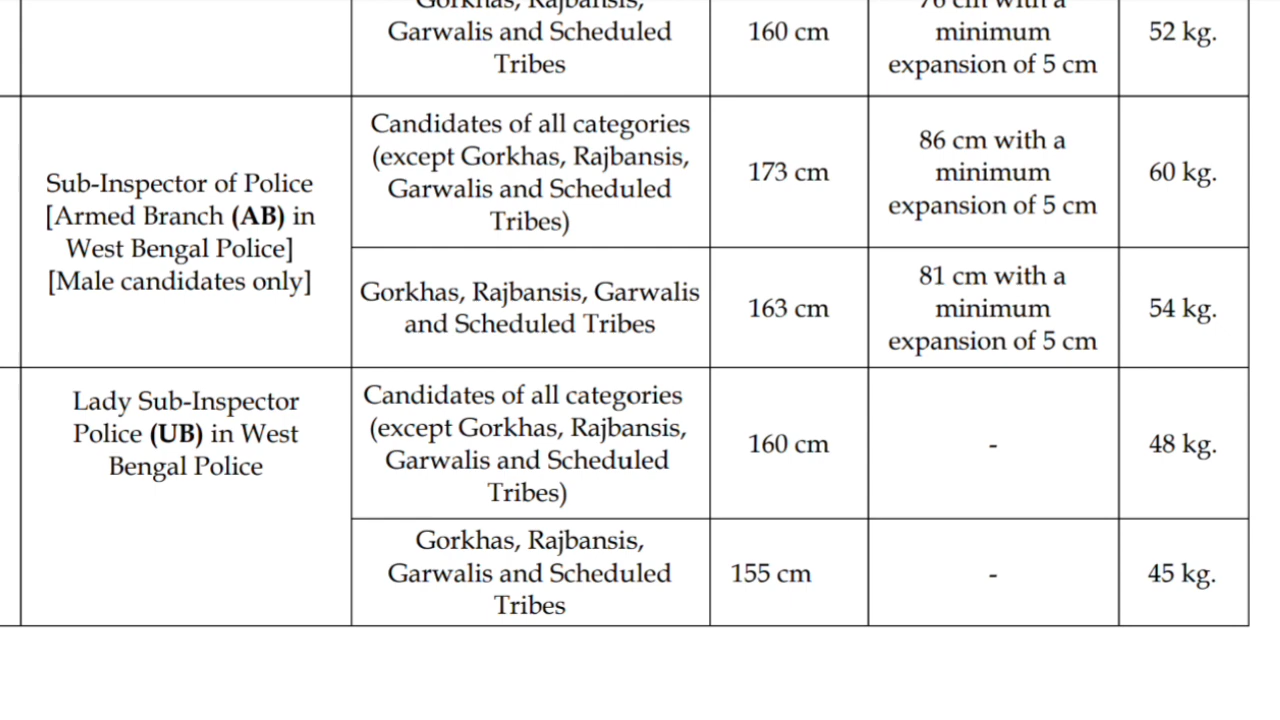 Gorkhas, Rajbansis,
Garwalis and Scheduled
Tribes
160 cm
76 cm with a
minimum
expansion of 5 cm
52 kg.
Sub-Inspector of Police
[Armed Branch (AB) in
West Bengal Police]
[Male candidates only]
Candidates of all categories
(except Gorkhas, Rajbansis,
Garwalis and Scheduled
Tribes)
173 cm
86 cm with a
minimum
expansion of 5 cm
60 kg.
Gorkhas, Rajbansis, Garwalis
and Scheduled Tribes
163 cm
81 cm with a
minimum
expansion of 5 cm
54 kg.
Lady Sub-Inspector
Police (UB) in West
Bengal Police
Candidates of all categories
(except Gorkhas, Rajbansis,
Garwalis and Scheduled
Tribes)
160 cm
-
48 kg.
Gorkhas, Rajbansis,
Garwalis and Scheduled
Tribes
155 cm
-
45 kg.